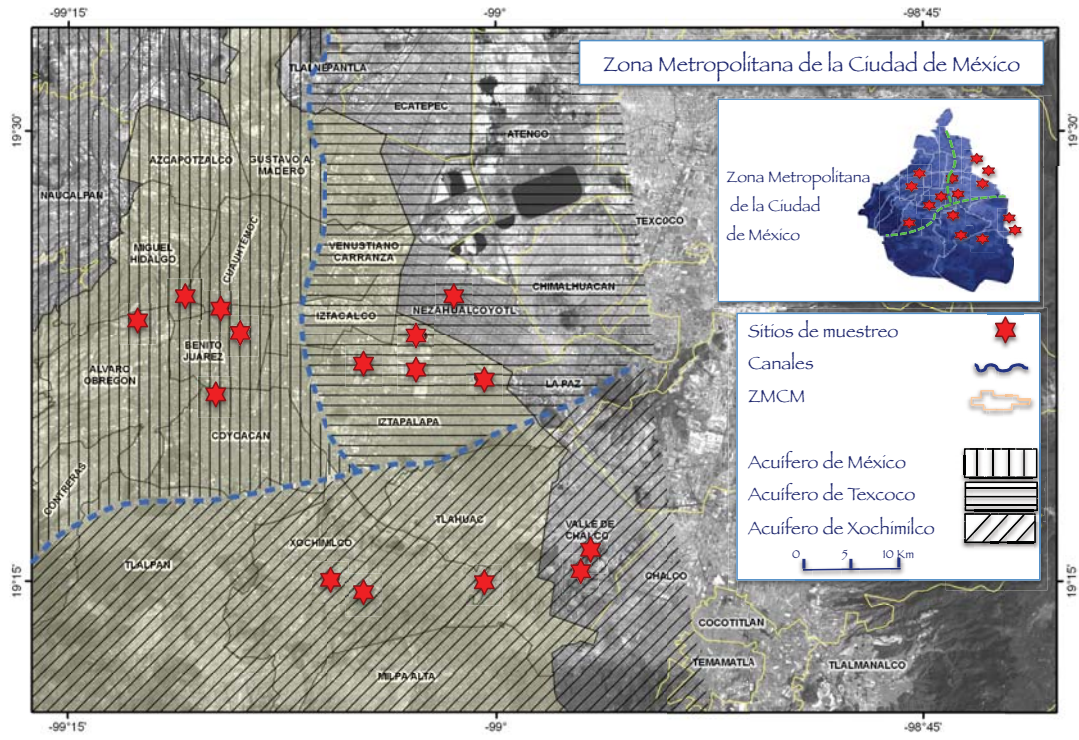 -99°15'
-99°
-98°45'
Zona Metropolitana de la Ciudad de México
TLALNEPANTLA
ECATEPEC
ATENCO
19°30'
19°30'
AZCAPOTZALCO
GUSTAVO A.
MADERO
NAUCALPAN
Zona Metropolitana
de la Ciudad
de México
TEXCOCO
CUAUHTEMOC
MIGUEL
HIDALGO
VENUSTIANO
CARRANZA
CHIMALHUACAN
NEZAHUALCOYOTL
IZTACALCO
BENITO
JUAREZ
ALVARO
OBREGON
LA PAZ
IZTAPALAPA
COYOACAN
CONTRERAS
Sitios de muestreo
Canales
ZMCM
Acuífero de México
Acuífero de Texcoco
Acuífero de Xochimilco
0 5 10 Km
TLAHUAC
VALLE DE
CHALCO
XOCHIMILCO
TLALPAN
CHALCO
19°15'
19°15'
COCOTITLAN
TEMAMATLA
TLALMANALCO
MILPA ALTA
-99°15'
-99°
-98°45'